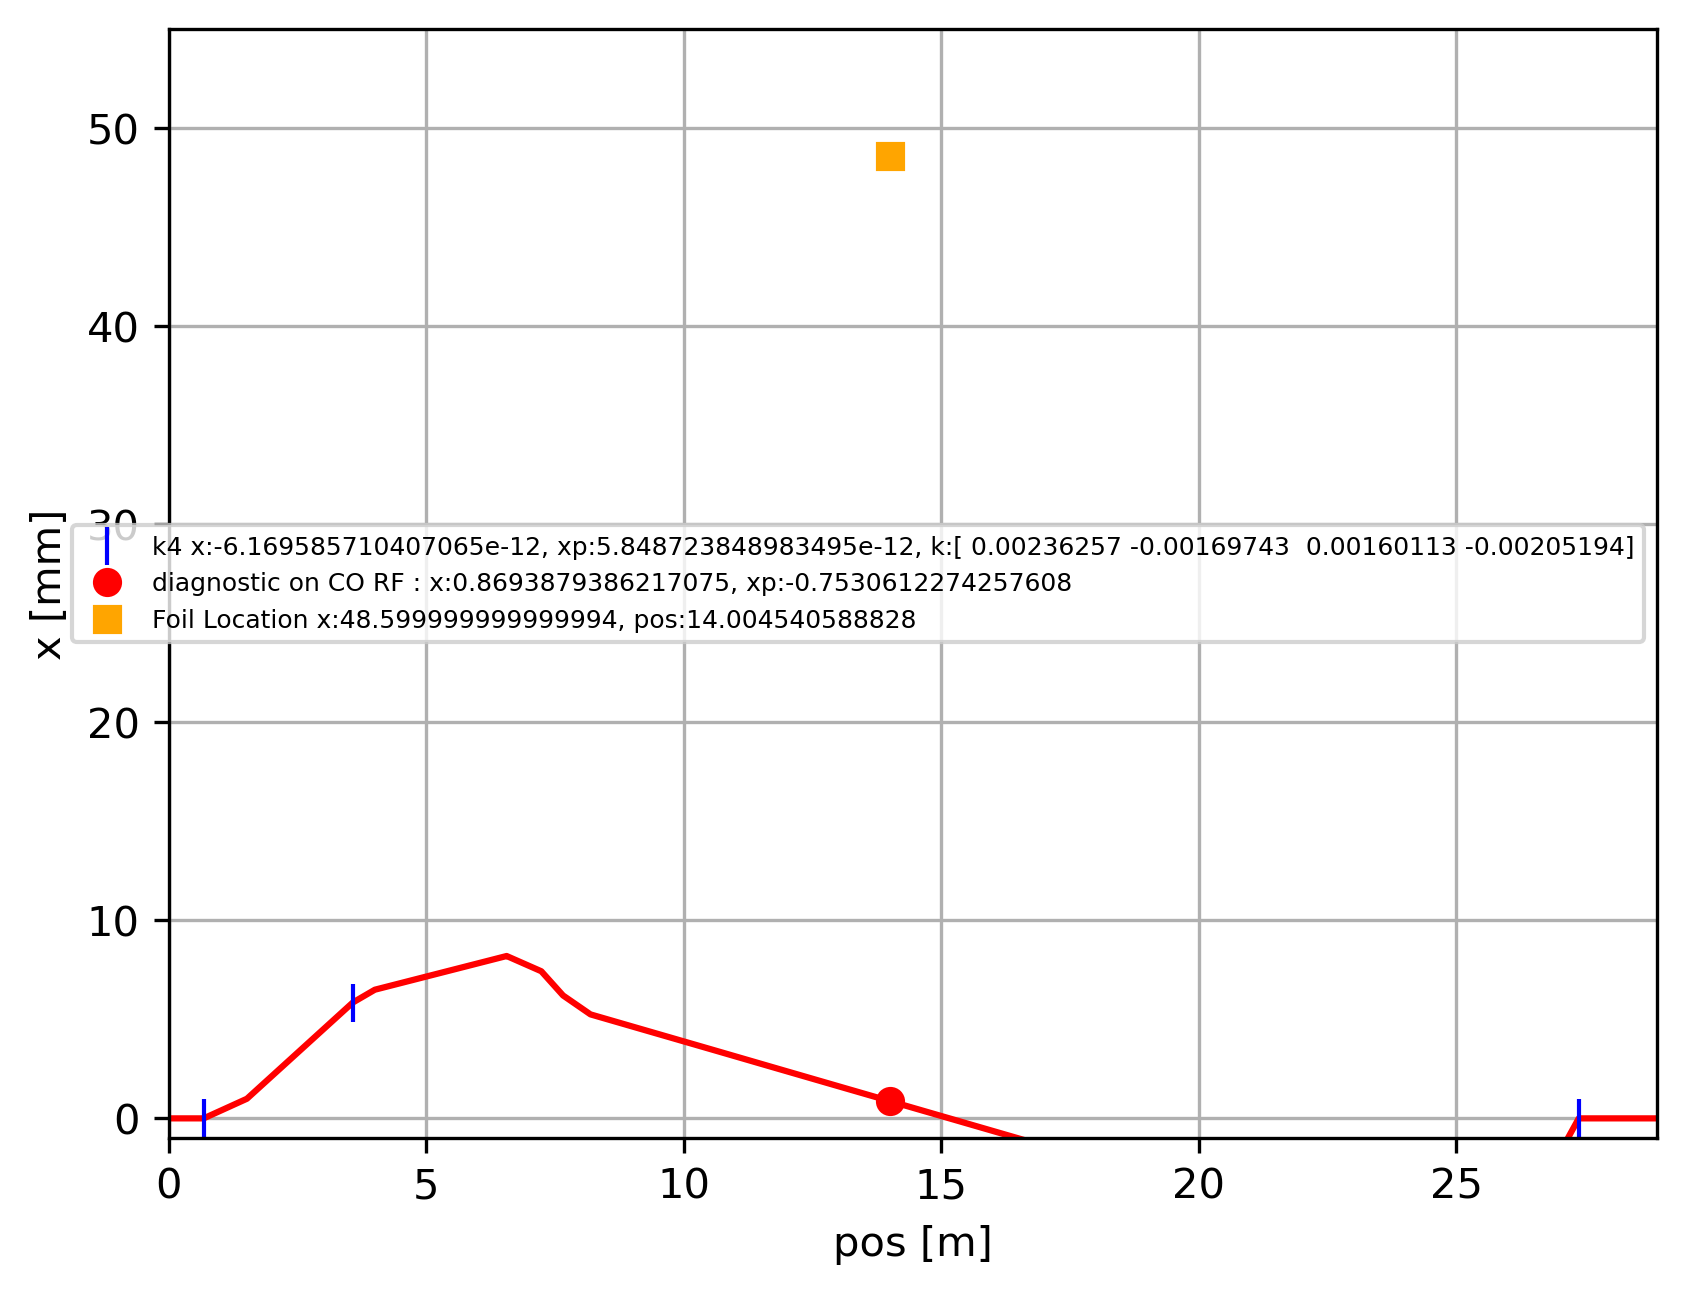 50
40
30
20
10
0
x [mm]
k4 x:-6.169585710407065e-12, xp:5.848723848983495e-12, k:[ 0.00236257 -0.00169743  0.00160113 -0.00205194]
diagnostic on CO RF : x:0.8693879386217075, xp:-0.7530612274257608
Foil Location x:48.599999999999994, pos:14.004540588828
0 5 10 15 20 25
pos [m]